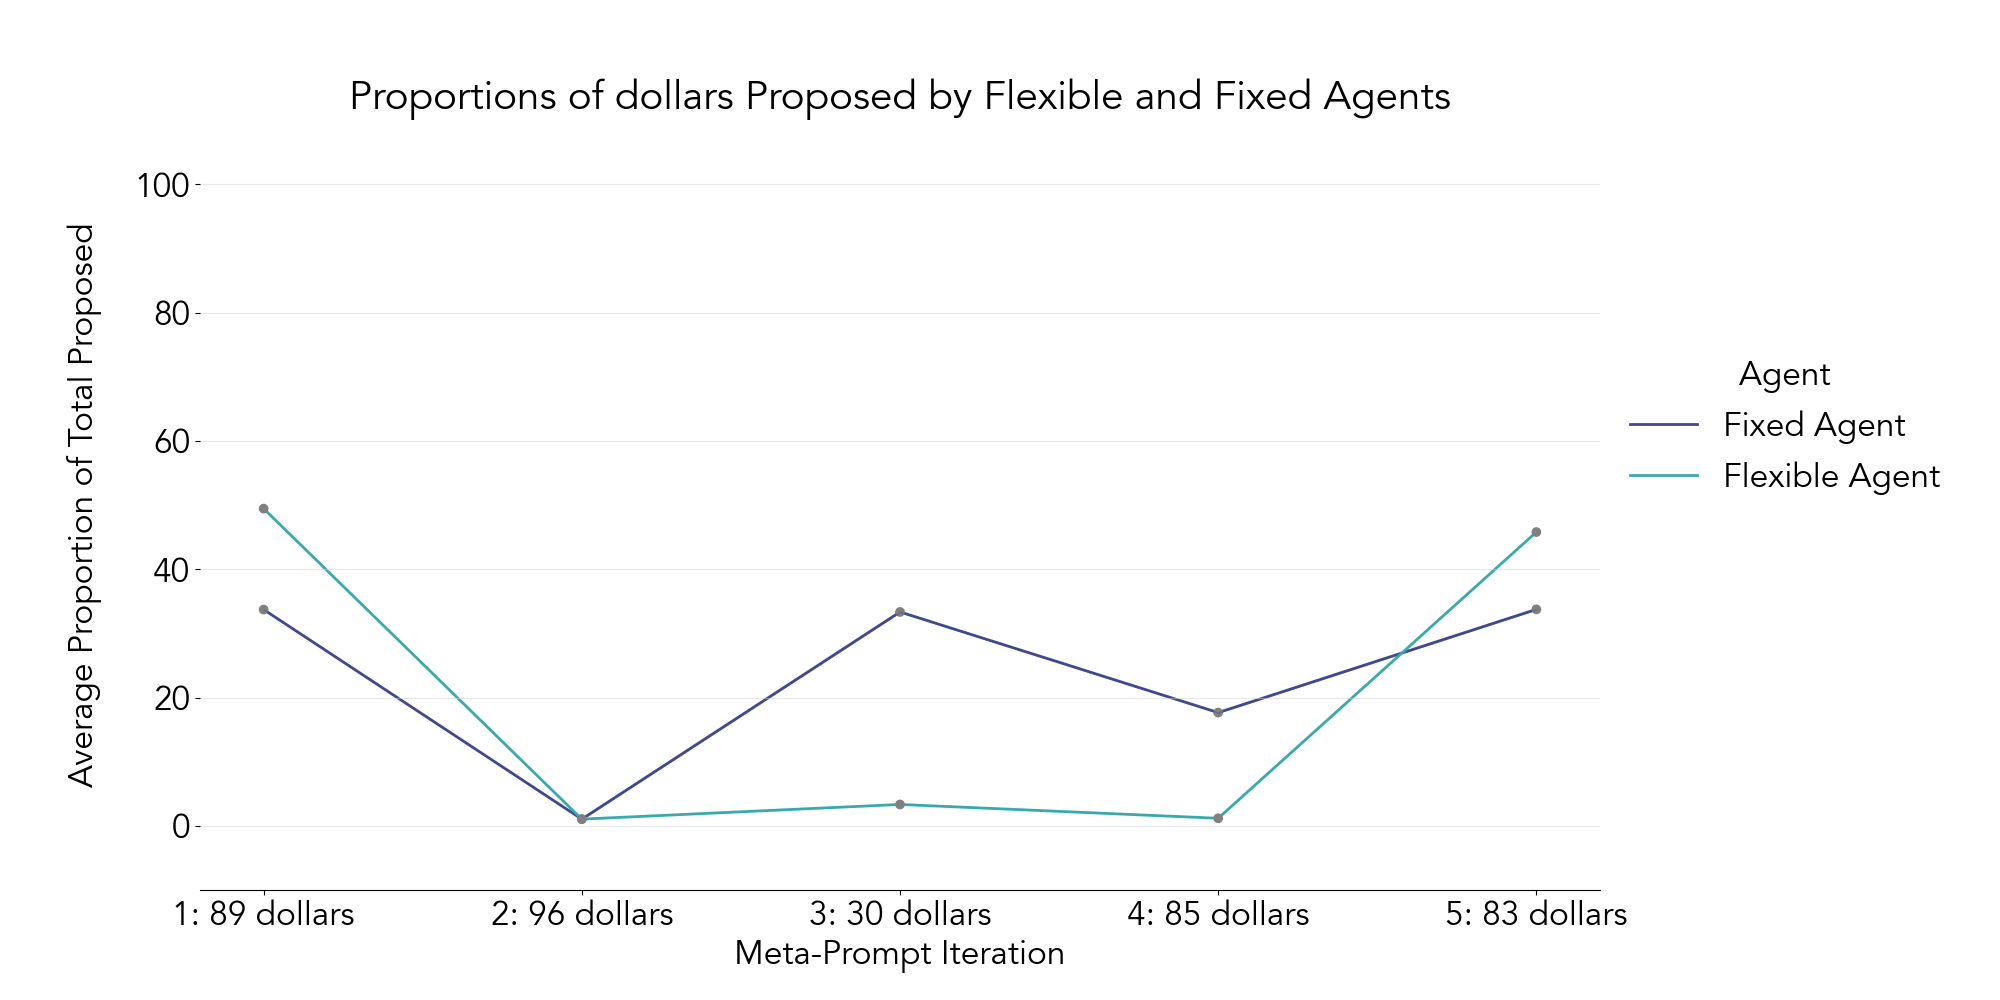 Proportions of dollars Proposed by Flexible and Fixed Agents
Average Proportion of Total Proposed
100
80
60
40
20
0
1: 89 dollars
2: 96 dollars
3: 30 dollars
4: 85 dollars
5: 83 dollars
Meta-Prompt Iteration
Agent
Fixed Agent
Flexible Agent